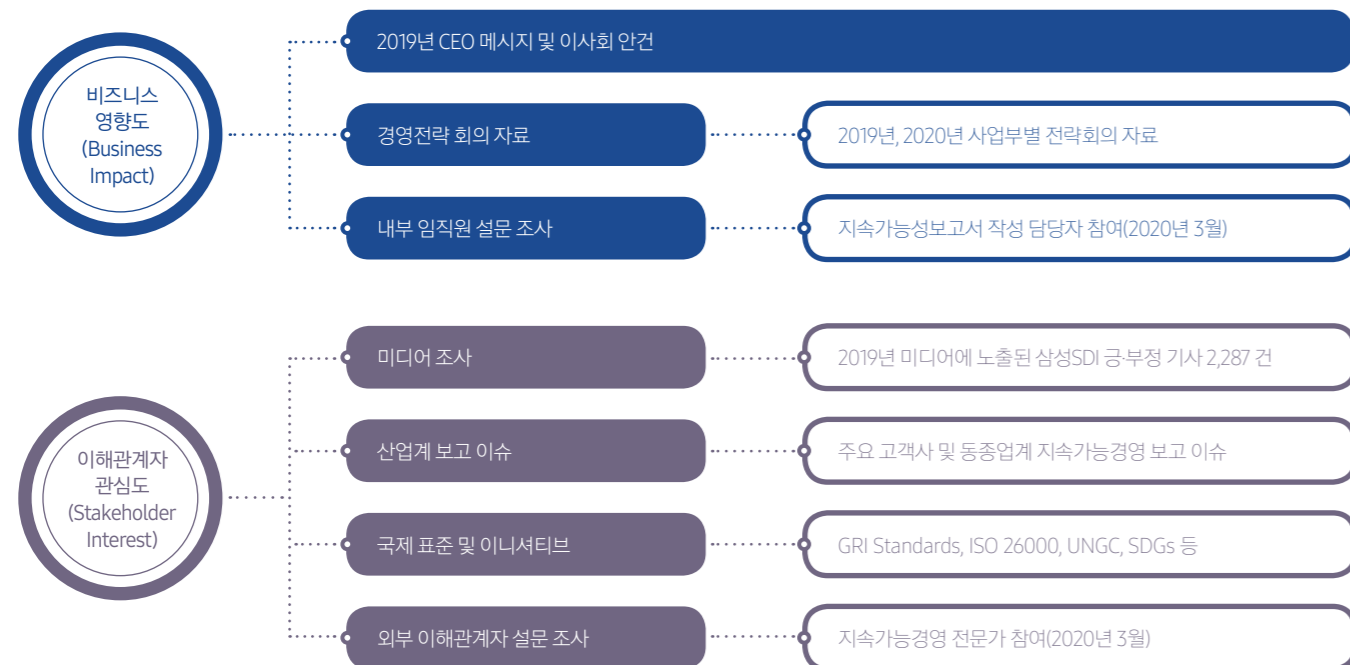 비즈니스
영향도
(Business
Impact)
2019년 CEO 메시지 및 이사회 안건
경영전략 회의 자료
2019년, 2020년 사업부별 전략회의 자료
내부 임직원 설문 조사
지속가능성보고서 작성 담당자 참여(2020년 3월)
이해관계자
관심도
(Stakeholder
Interest)
미디어 조사
2019년 미디어에 노출된 삼성SDI 긍·부정 기사 2,287 건
산업계 보고 이슈
주요 고객사 및 동종업계 지속가능경영 보고 이슈
국제 표준 및 이니셔티브
GRI Standards, ISO 26000, UNGC, SDGs 등
외부 이해관계자 설문 조사
지속가능경영 전문가 참여(2020년 3월)